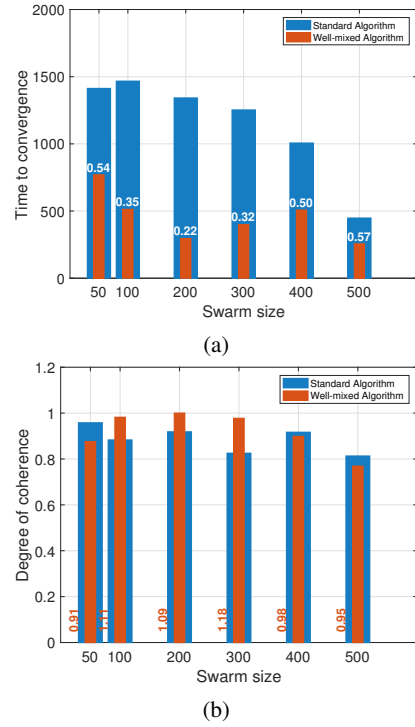 2000
Standard Algorithm
Well-mixed Algorithm
1500
1000
500
0
Time to convergence
0.54
0.35
0.22
0.32
0.50
0.57
50 100 200 300 400 500
Swarm size
(a)
1.2
Standard Algorithm
Well-mixed Algorithm
1
0.8
0.6
0.4
0.2
0
Degree of coherence
0.91
1.11
1.09
1.18
0.98
0.95
50 100 200 300 400 500
Swarm size
(b)